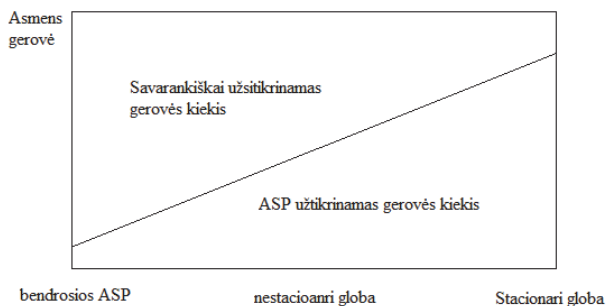 Asmens
gerovė
Savarankiškai užsitikrinamas
gerovės kiekis
ASP užtikrinamas gerovės kiekis
bendrosios ASP
nestacioanri globa
Stacionari globa